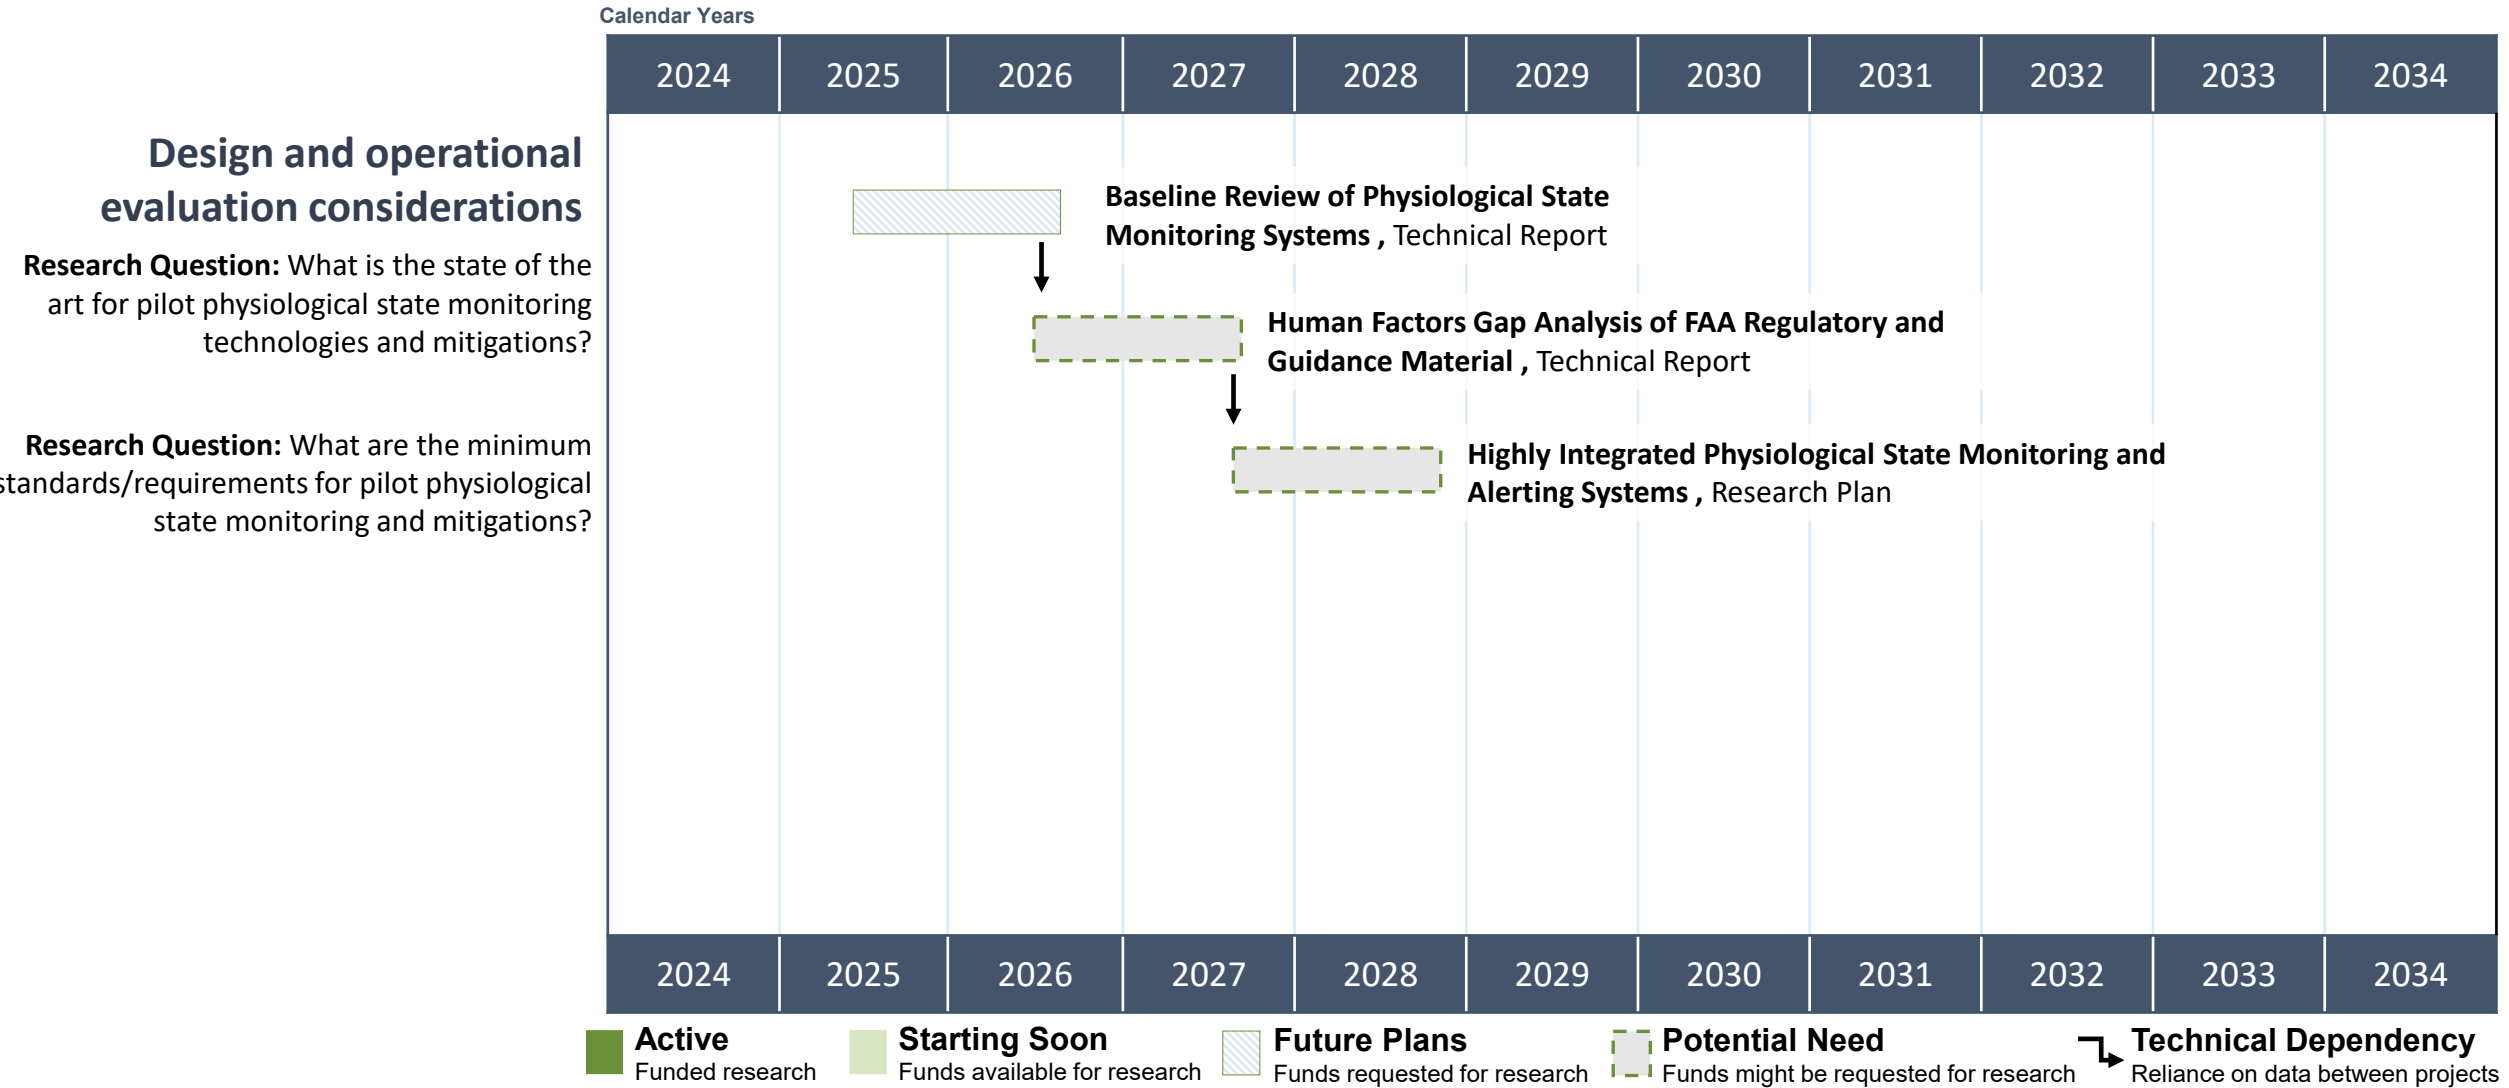 Calendar Years
2024 2025 2026 2027 2028 2029 2030 2031 2032 2033 2034
Design and operational
evaluation considerations
Research Question: What is the state of the
art for pilot physiological state monitoring
technologies and mitigations?
Research Question: What are the minimum
standards/requirements for pilot physiological
state monitoring and mitigations?
Baseline Review of Physiological State
Monitoring Systems , Technical Report
Human Factors Gap Analysis of FAA Regulatory and
Guidance Material , Technical Report
Highly Integrated Physiological State Monitoring and
Alerting Systems , Research Plan
2024 2025 2026 2027 2028 2029 2030 2031 2032 2033 2034
Active
Funded research
Starting Soon
Funds available for research
Future Plans
Funds requested for research
Potential Need
Funds might be requested for research
Technical Dependency
Reliance on data between projects